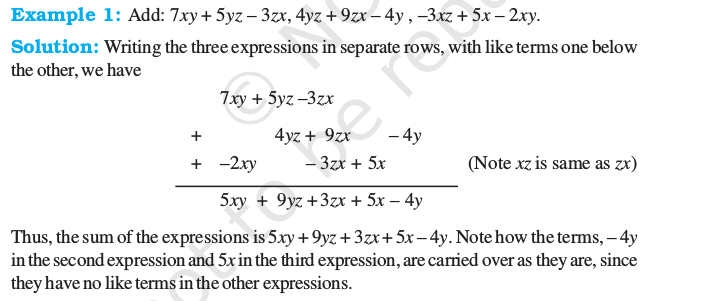 Example 1: Add: 7xy + 5yz – 3zx, 4yz + 9zx – 4y , –3xz + 5x – 2xy.
Solution: Writing the three expressions in separate rows, with like terms one below
the other, we have
7xy + 5yz –3zx
+ 4yz + 9zx – 4y
+ –2xy – 3zx + 5x (Note xz is same as zx)
5xy + 9yz +3zx + 5x – 4y
Thus, the sum of the expressions is 5xy + 9yz + 3zx + 5x – 4y. Note how the terms, – 4y
in the second expression and 5x in the third expression, are carried over as they are, since
they have no like terms in the other expressions.